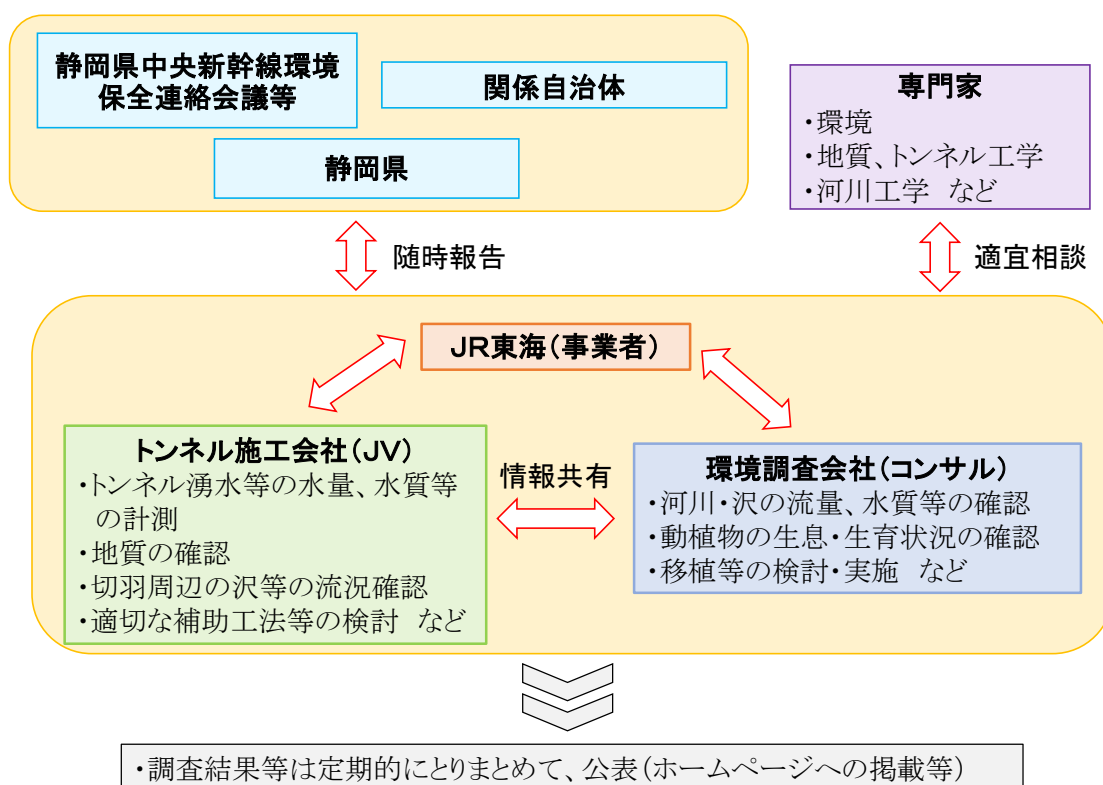 静岡県中央新幹線環境
保全連絡会議等
関係自治体
静岡県
専門家
・環境
・地質、トンネル工学
・河川工学　など
随時報告
適宜相談
JR東海（事業者）
トンネル施工会社（JV）
・トンネル湧水等の水量、水質等
の計測
・地質の確認
・切羽周辺の沢等の流況確認
・適切な補助工法等の検討　など
情報共有
環境調査会社（コンサル）
・河川・沢の流量、水質等の確認
・動植物の生息・生育状況の確認
・移植等の検討・実施　など
・調査結果等は定期的にとりまとめて、公表（ホームページへの掲載等）